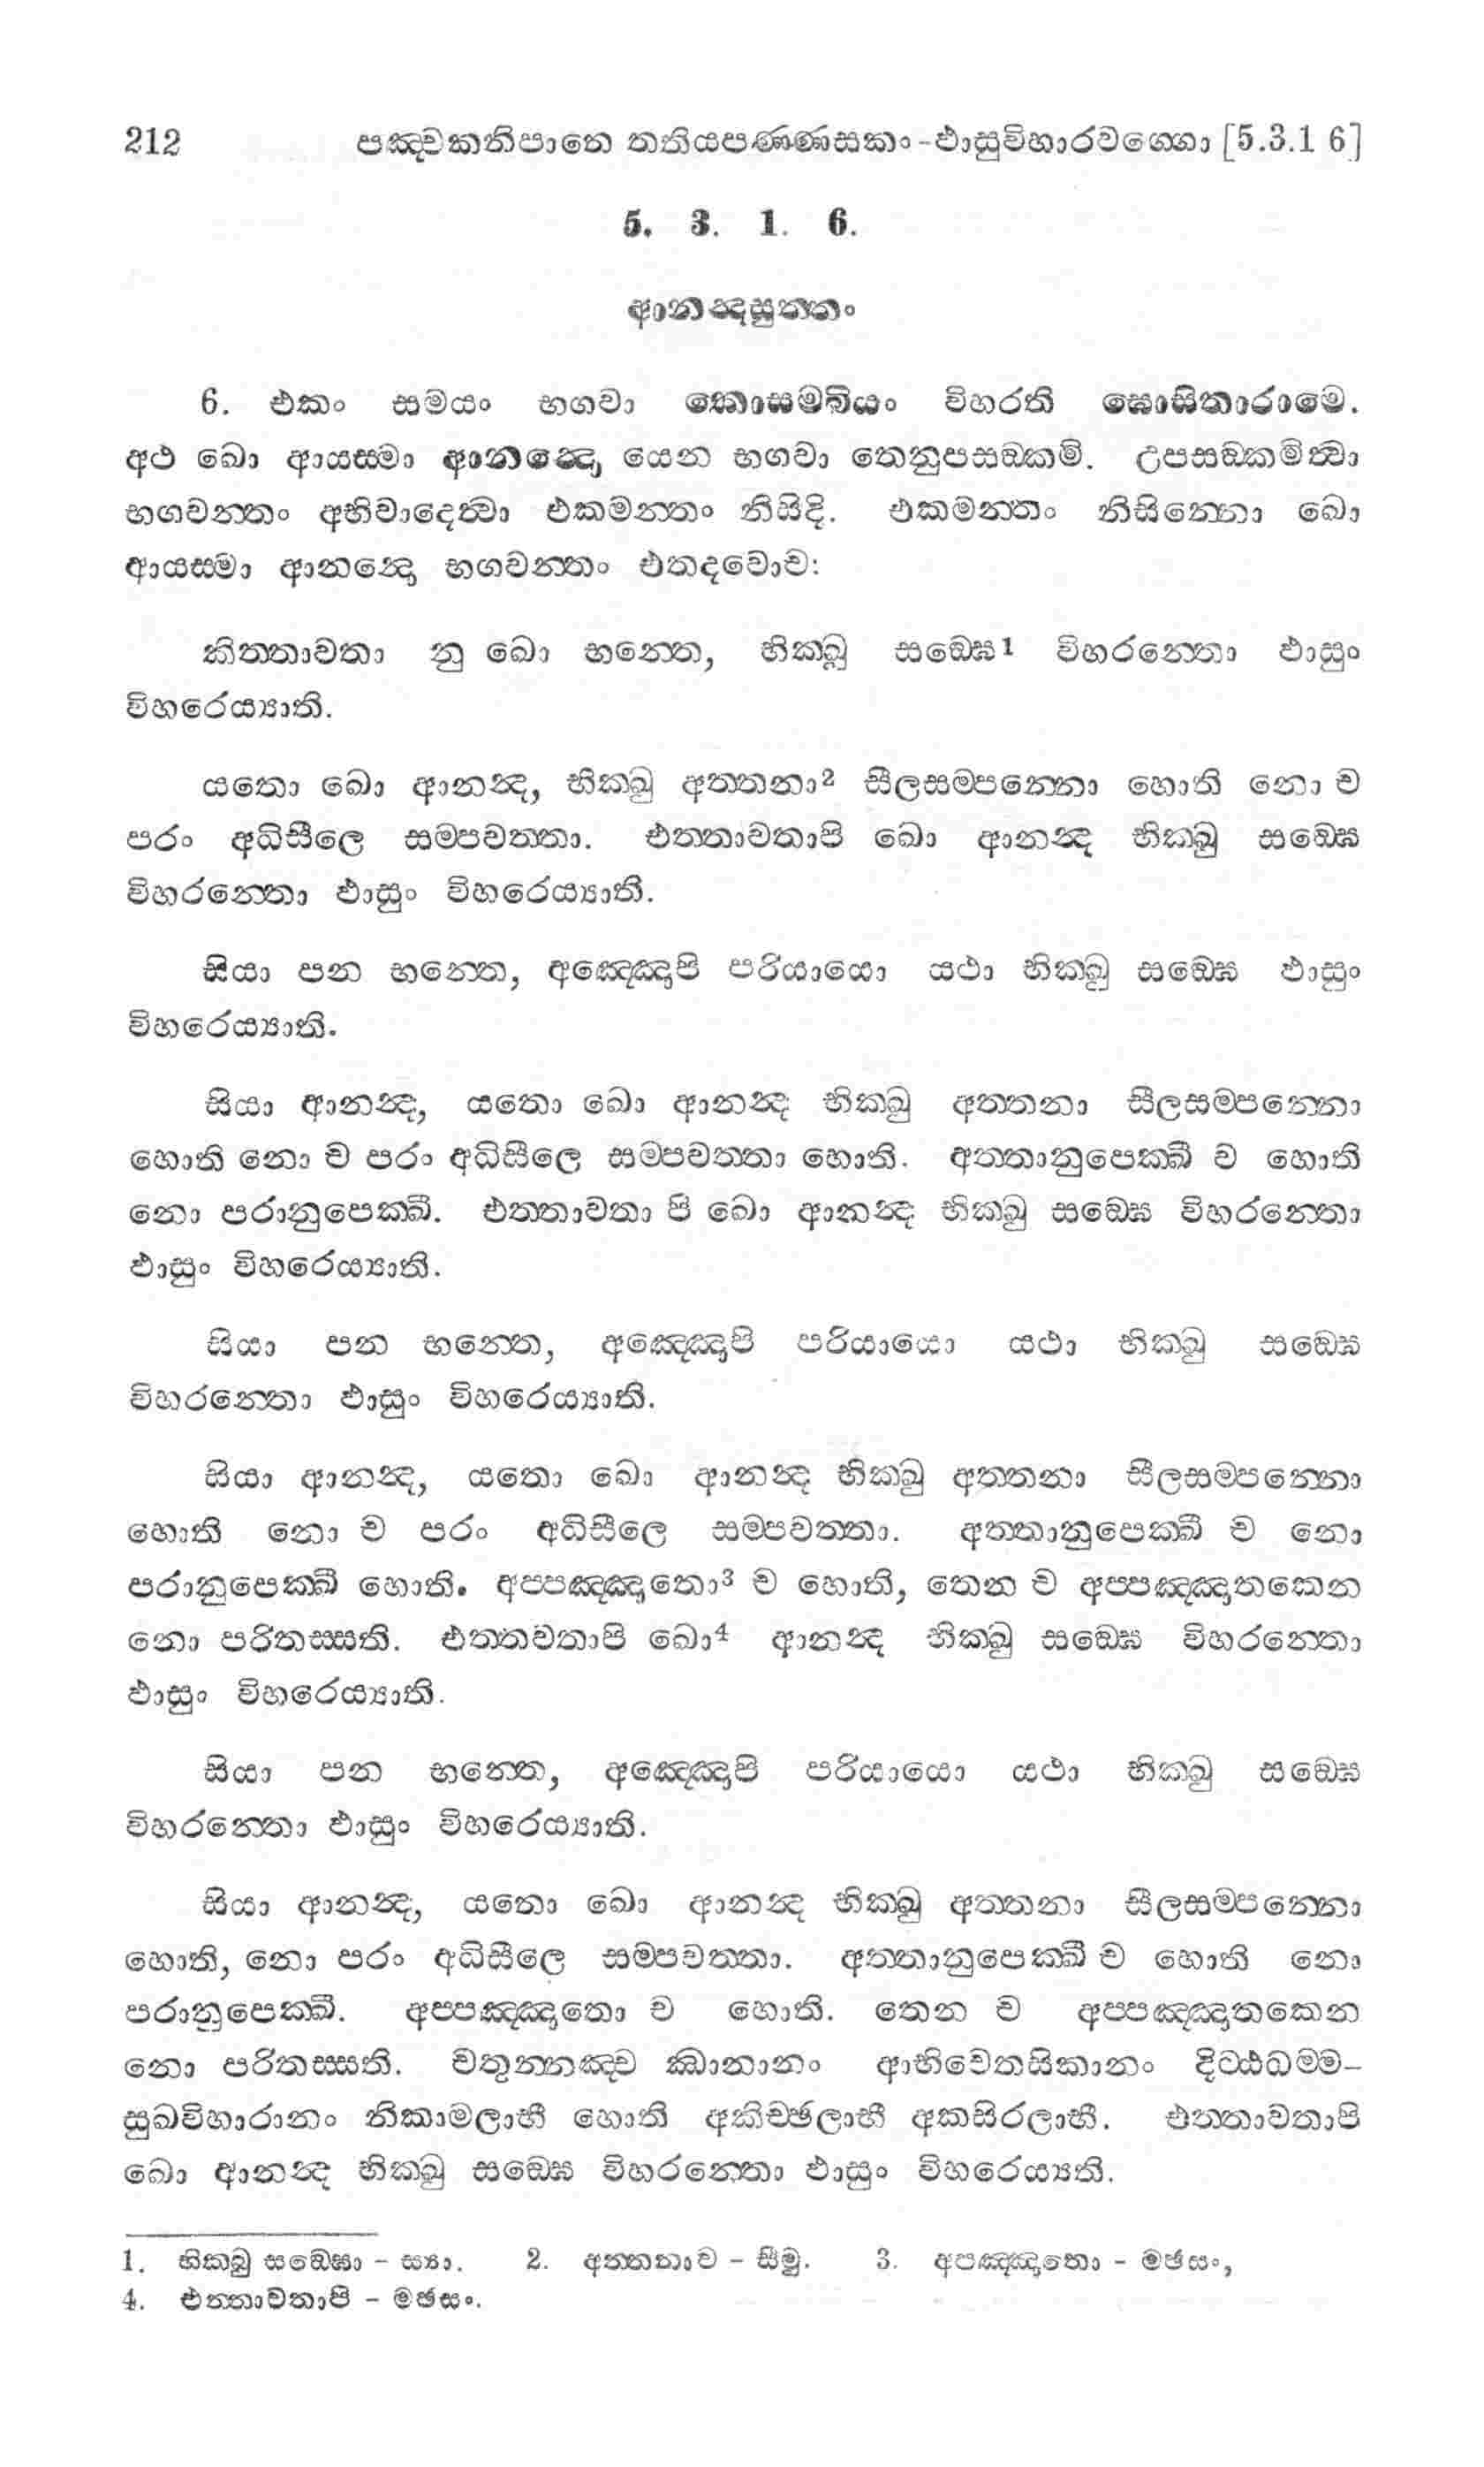 212 පඤ්චකනිපාතෙ තතියපණ්ණසකං-ඵාසුවිහාරවග්ගො [5.3.1 6]
5. 3. 1. 6.
ආනන්‍දසුත්තං
6. එකං සමයං භගවා කොසම්බියං විහරති ඝොසිතාරාමෙ.
අථ ඛො ආයස්මා ආනන්‍දො යෙන භගවා තෙනුපසඞ්කමි. උපසඞ්කමිත්‍වා
භගවන්තං අභිවාදෙත්‍වා එකමන්තං නිසිදි. එකමන්තං නිසින්නො ඛො
ආයස්මා ආනන්‍දො භගවන්තං එතදවොච:
කිත්තාවතා නු ඛො භන්තෙ, භික්ඛු සඞ්ඝෙ1 විහරන්තො ඵාසුං
විහරෙය්‍යාති.
යතො ඛො ආනන්‍ද, භික්ඛු අත්තනා2 සීලසම්පන්නො හොති නො ච
පරං අධිසීලෙ සම්පවත්තා. එත්තාවතාපි ඛො ආනන්‍ද භික්ඛු සඞ්ඝෙ
විහරන්තො ඵාසුං විහරෙය්‍යාති.
සියා පන භන්තෙ, අඤ්ඤොපි පරියායො යථා භික්ඛු සඞ්ඝෙ ඵාසුං
විහරෙය්‍යාති.
සියා ආනන්‍ද, යතො ඛො ආනන්‍ද භික්ඛු අත්තනා සීලසම්පන්නො
හොති නො ච පරං අධිසීලෙ සම්පවත්තා හොති. අත්තානුපෙක්ඛී ච හොති
නො පරානුපෙක්ඛී. එත්තාවතා පි ඛො ආනන්‍ද භික්ඛු සඞ්ඝෙ විහරන්තො
ඵාසුං විහරෙය්‍යාති.
සියා පන භන්තෙ, අඤ්ඤොපි පරියායො යථා භික්ඛු සඞ්ඝෙ
විහරන්තො ඵාසුං විහරෙය්‍යාති.
සියා ආනන්‍ද, යතො ඛො ආනන්‍ද භික්ඛු අත්තනා සීලසම්පන්නො
හොති නො ච පරං අධිසීලෙ සම්පවත්තා. අත්තානුපෙක්ඛී ච නො
පරානුපෙක්ඛී හොති. අප්පඤ්ඤාතො3 ච හොති, තෙන ච අප්පඤ්ඤාතකෙන
නො පරිතස්සති. එත්තවතාපි ඛො4 ආනන්‍ද භික්ඛු සඞ්ඝෙ විහරන්තො
ඵාසුං විහරෙය්‍යාති.
සියා පන භන්තෙ, අඤ්ඤොපි පරියායො යථා භික්ඛු සඞ්ඝෙ
විහරන්තො ඵාසුං විහරෙය්‍යාති.
සියා ආනන්‍ද, යතො ඛො ආනන්‍ද භික්ඛු අත්තනා සීලසම්පන්නො
හොති, නො පරං අධිසීලෙ සම්පවත්තා. අත්තානුපෙක්ඛී ච හොති නො
පරානුපෙක්ඛී. අප්පඤ්ඤාතො ච හොති. තෙන ච අප්පඤ්ඤාතකෙන
නො පරිතස්සති. චතුන්නඤ්ච ඣානානං ආභිචෙතසිකානං දිට්ඨධම්ම-
සුඛවිහාරානං නිකාමලාභී හොති අකිච්ඡලාභී අකසිරලාභී. එත්තාවතාපි
ඛො ආනන්‍ද භික්ඛු සඞ්ඝෙ විහරන්තො ඵාසුං විහරෙය්‍යති.
1. භික්ඛු සඞ්ඝො - ස්‍යා. 2. අත්තනාව - සීමු. 3. අපඤ්ඤාතො - මඡසං,
4. එත්තාවතාපි - මඡසං.